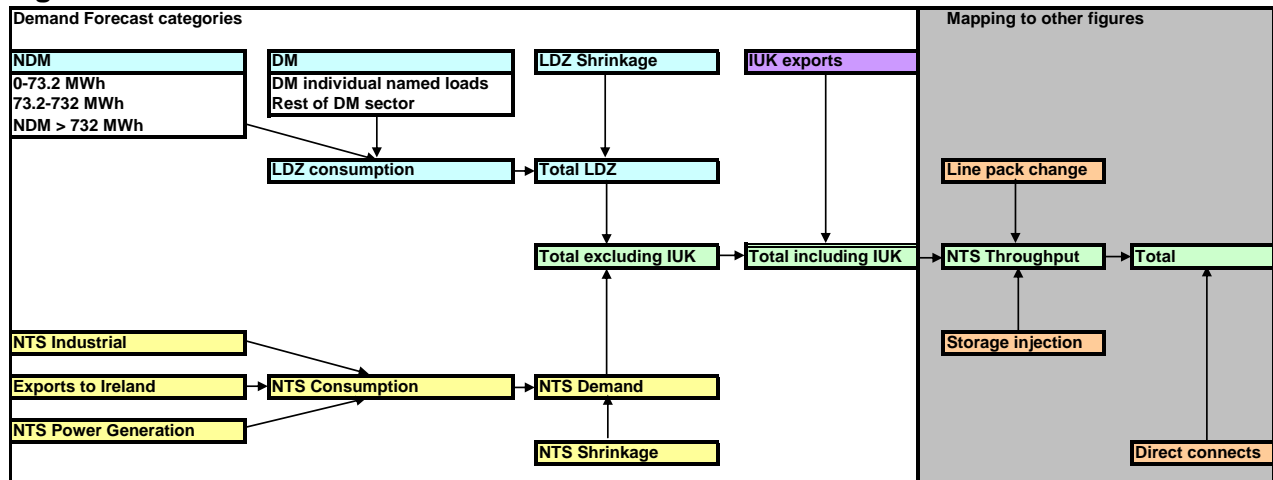 Demand Forecast categories
Mapping to other figures
NDM
DM
LDZ Shrinkage
IUK exports
0-73.2 MWh
DM individual named loads
73.2-732 MWh
Rest of DM sector
NDM > 732 MWh
LDZ consumption
Total LDZ
Line pack change
Total excluding IUK
Total including IUK
NTS Throughput
Total
NTS Industrial
Storage injection
Exports to Ireland
NTS Consumption
NTS Demand
NTS Power Generation
NTS Shrinkage
Direct connects